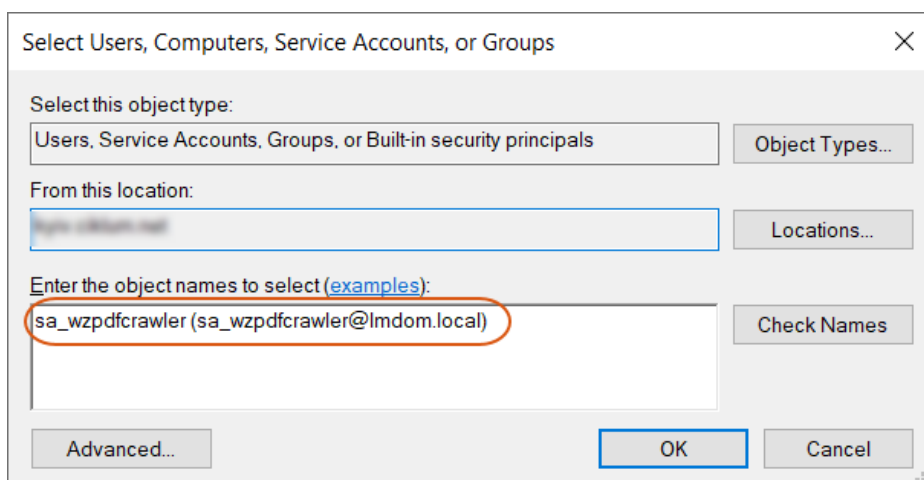 Select Users, Computers, Service Accounts, or Groups
Select this object type:
Users, Service Accounts, Groups, or Built-in security principals
Object Types...
From this location:
Locations...
Enter the object names to select (examples):
sa_wzpdfcrawler (sa_wzpdfcrawler@lmdom.local)
Check Names
Advanced...
OK
Cancel